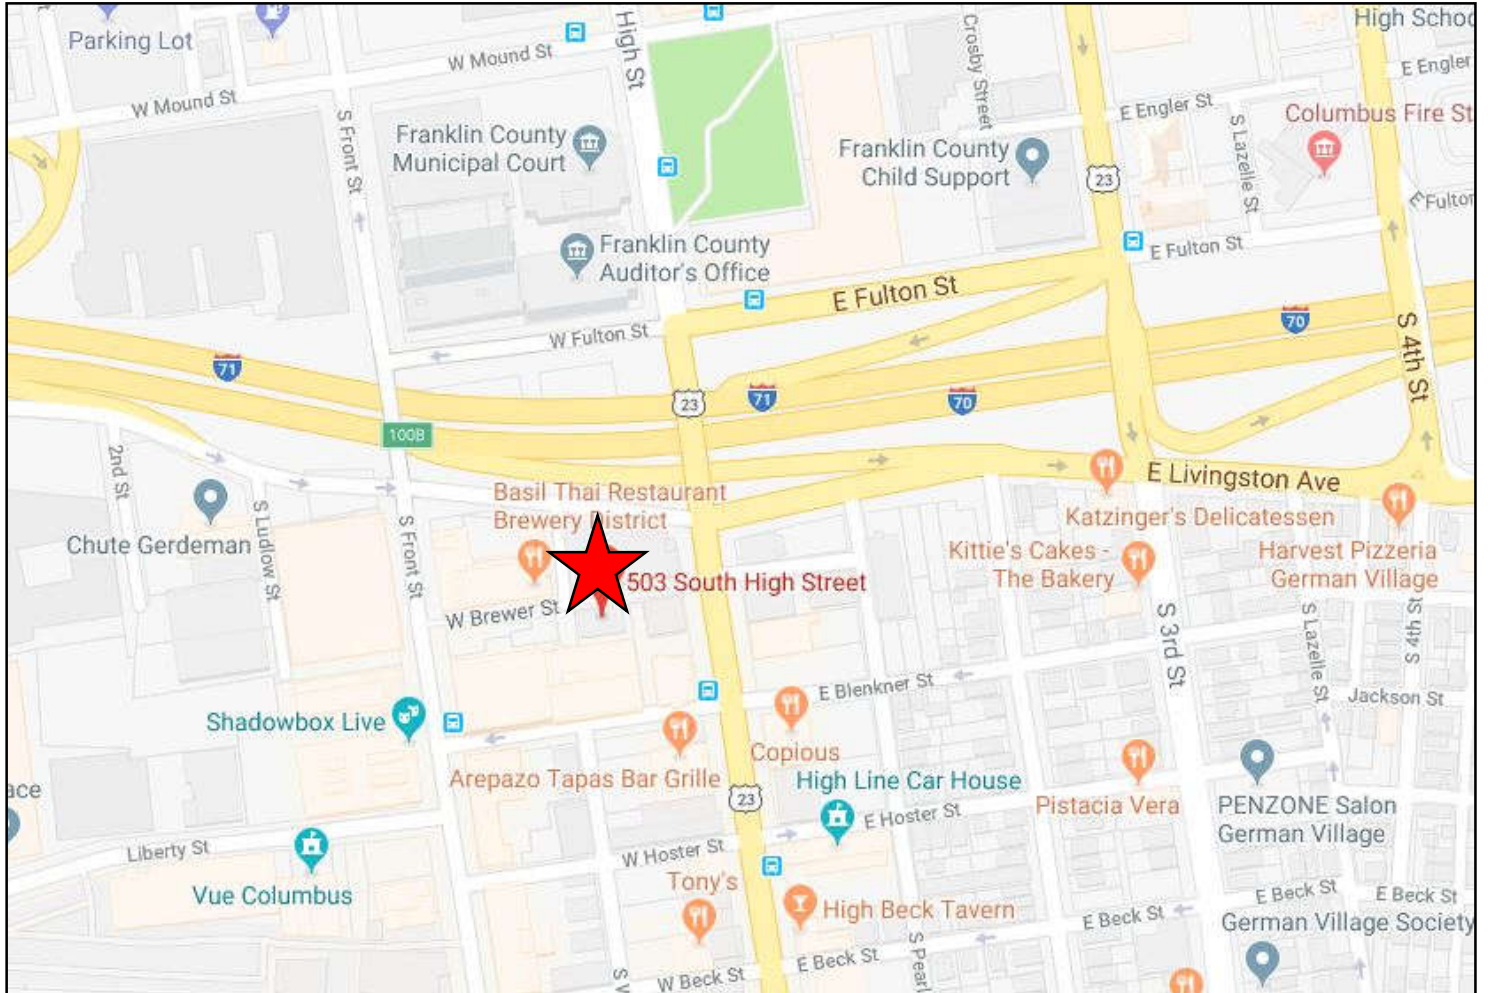 Parking Lot
High Schoo
W Mound St
High St
Crosby Street
W Mound St
E Engler
E Engler St
S Front St
Franklin County
Municipal Court
Franklin County
Child Support
Columbus Fire St
S Lazelle St
23
E Fulton
Franklin County
Auditor's Office
E Fulton St
E Fulton St
W Fulton St
70
S 4th St
71
71
70
23
100B
2nd St
E Livingston Ave
Basil Thai Restaurant
Brewery District
Katzinger's Delicatessen
Chute Gerdeman
S Ludlow St
S Front St
Kittie's Cakes -
The Bakery
Harvest Pizzeria
German Village
503 South High Street
W Brewer St
S 3rd St
S Lazelle St
S 4th St
E Blenkner St
Jackson St
Shadowbox Live
Copious
Arepazo Tapas Bar Grille
High Line Car House
ace
23
Pistacia Vera
PENZONE Salon
German Village
E Hoster St
Liberty St
W Hoster St
Vue Columbus
Tony's
High Beck Tavern
E Beck St
E Beck St
E Beck St
German Village Society
S Pearl
E Beck St
W Beck St
S W